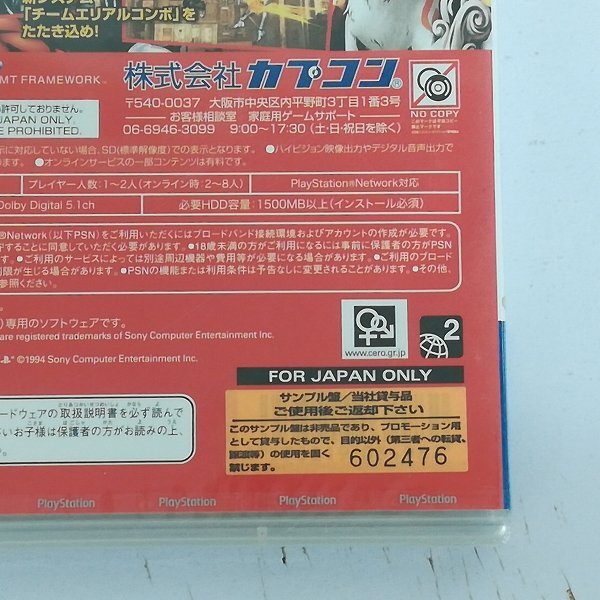 新システム
「チームエリアルコンボ」を
たたき込め!
MT FRAMEWORK
株式会社 カプコン®
〒540-0037 大阪市中央区内平野町3丁目1番3号
お客様相談室 家庭用ゲームサポート
06-6946-3099 9:00~17:30(土・日・祝日を除く)
NO COPY
許可しておりません。
JAPAN ONLY.
E PROHIBITED.
示に対応していない場合、SD(標準解像度)での表示となります。 ●ハイビジョン映像出力やデジタル音声出力で
ます。 ●オンラインサービスの一部コンテンツは有料です。
プレイヤー人数:1~2人(オンライン時:2~8人)
PlayStation®Network対応
Dolby Digital 5.1ch
必要HDD容量:1500MB以上(インストール必須)
®Network(以下PSN)をご利用いただくにはブロードバンド接続環境およびアカウントの作成が必要です。
守することに同意していただく必要があります。●18歳未満の方がご利用になるには事前に保護者の方がPSN
す。●ご利用のサービスによっては別途周辺機器や費用等が必要になる場合があります。●ご利用のブロード
制限が生じる場合があります。●PSNの機能または利用条件は予告なしに変更されることがあります。●その他、
参照ください。
)専用のソフトウェアです。
are registered trademarks of Sony Computer Entertainment Inc.
©1994 Sony Computer Entertainment Inc.
www.cero.gr.jp
2
FOR JAPAN ONLY
サンプル盤/当社貸与品
ご使用後ご返却下さい
このサンプル盤は非売品であり、プロモーション用
として貸与したもので、目的以外(第三者への転貸、
譲渡等)の使用を固く
禁じます。
602476
ードウェアの取扱説明書を必ず読んで
さいお子様は保護者の方がお読みの上、
PlayStation
PlayStation
PlayStation
PlayStation